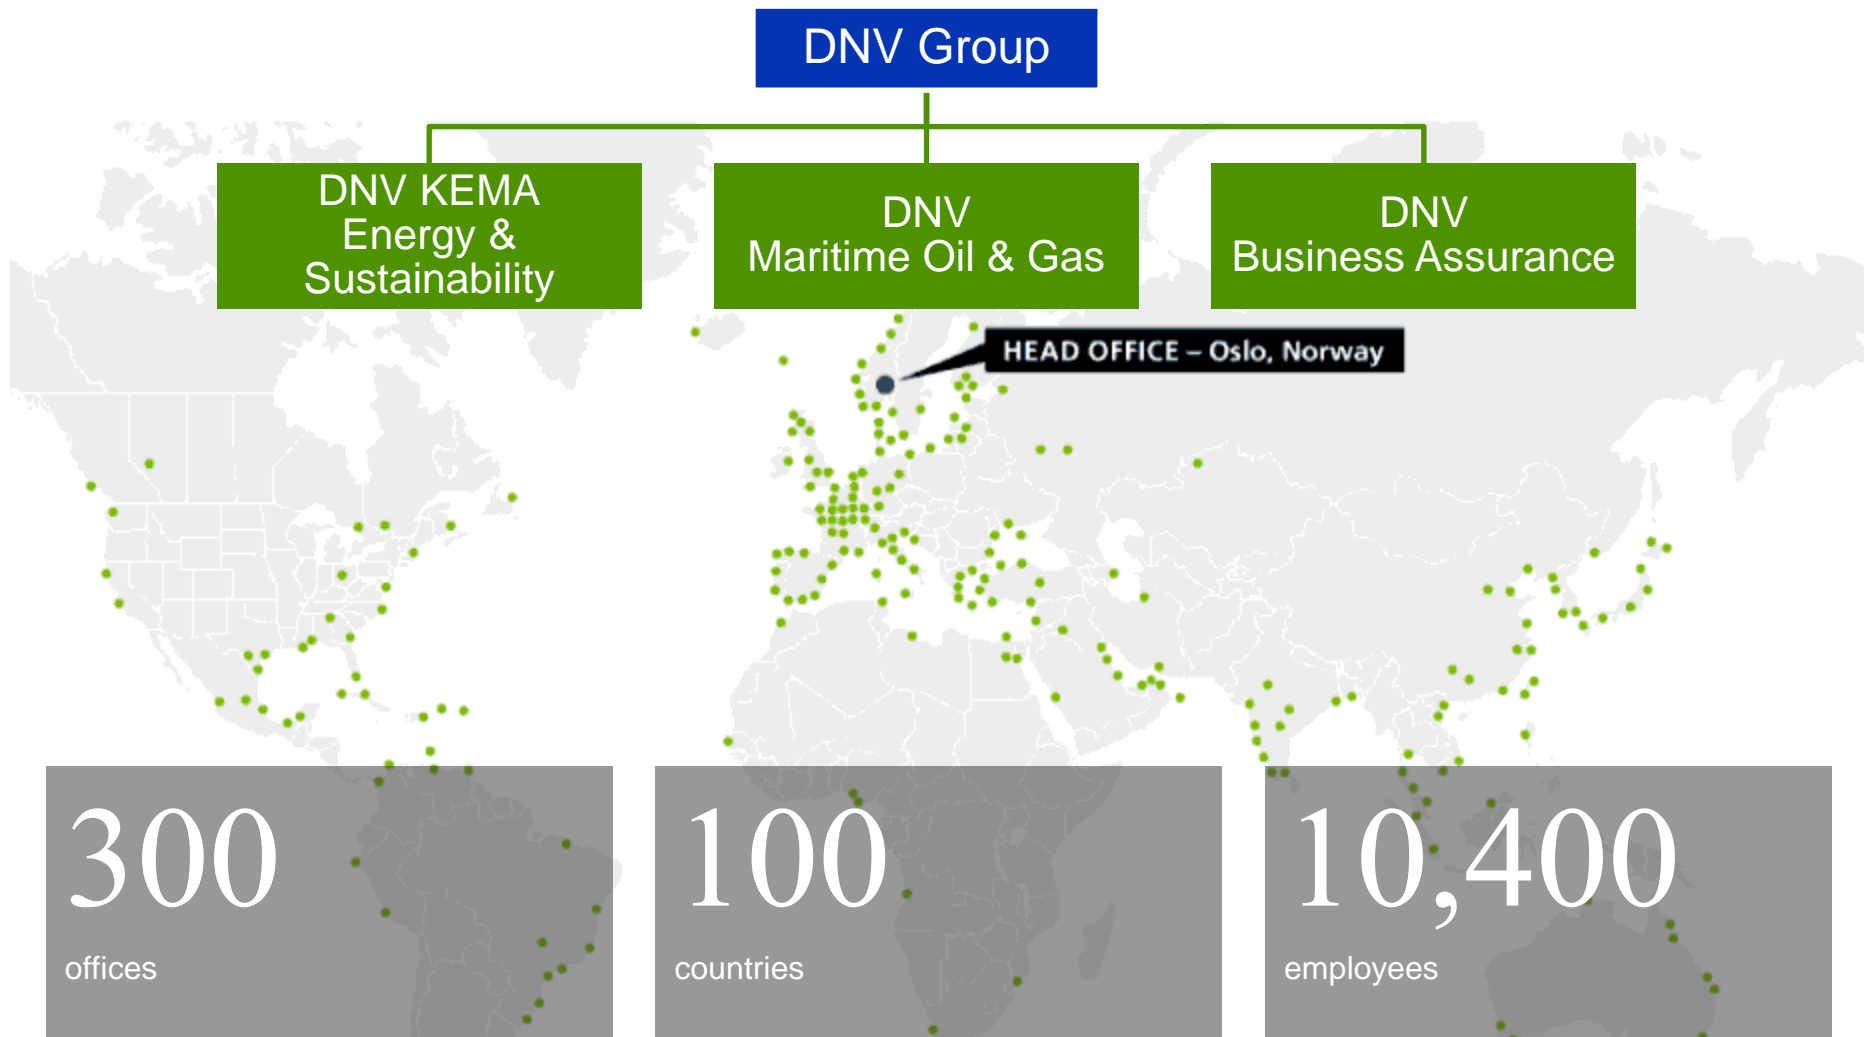 DNV Group
DNV KEMA
Energy &
Sustainability
DNV
Maritime Oil & Gas
DNV
Business Assurance
HEAD OFFICE – Oslo, Norway
300
offices
100
countries
10,400
employees